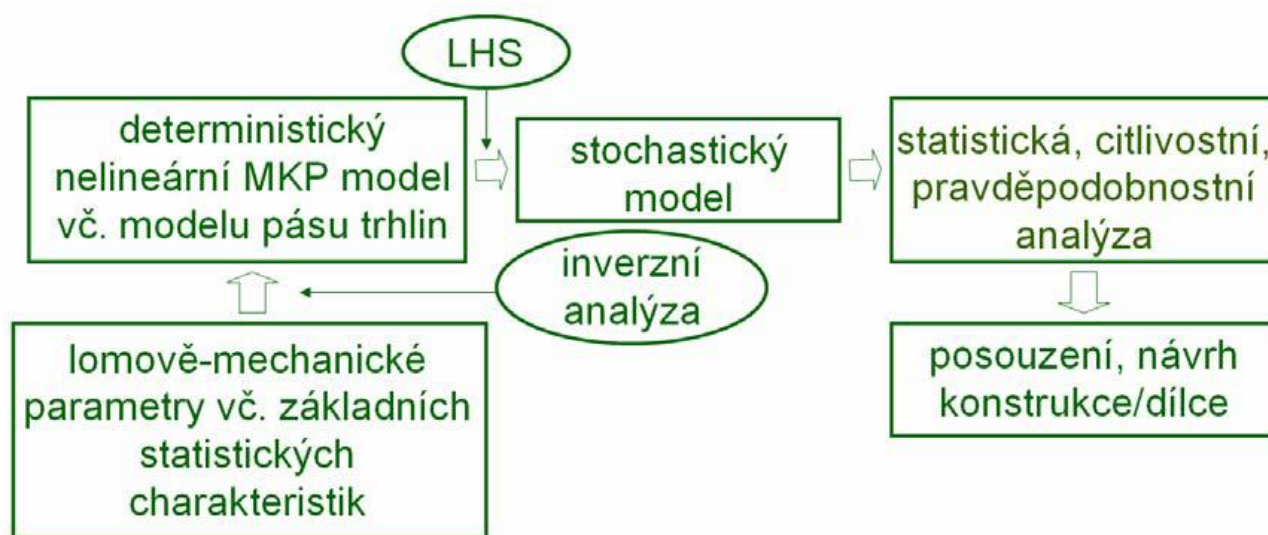 LHS
deterministický
nelineární MKP model
vč. modelu pásu trhlin
stochastický
model
statistická, citlivostní,
pravděpodobnostní
analýza
inverzní
analýza
lomově-mechanické
parametry vč. základních
statistických
charakteristik
posouzení, návrh
konstrukce/dílce